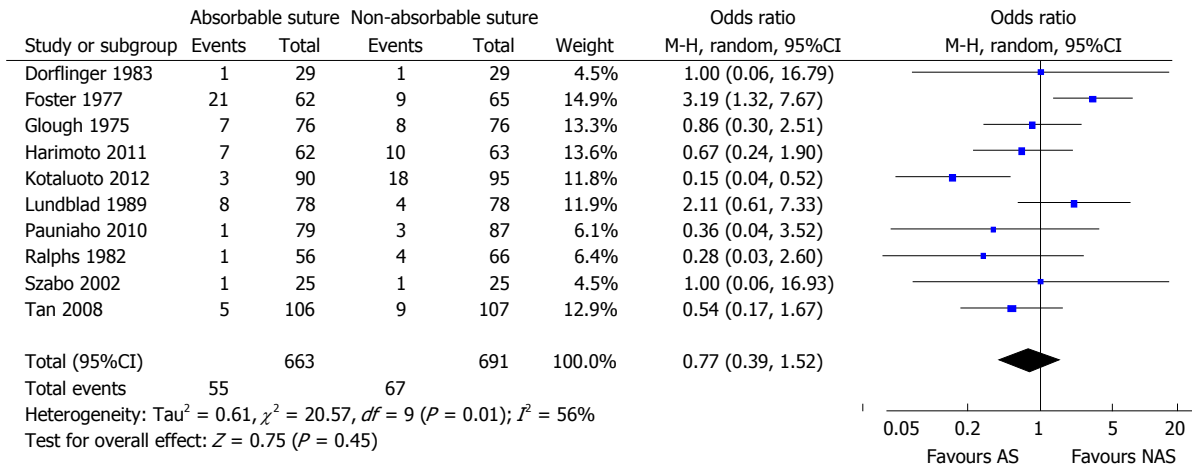 Absorbable suture Non-absorbable suture Odds ratio Odds ratio
Study or subgroup Events Total Events Total Weight M-H, random, 95%CI M-H, random, 95%CI
Dorflinger 1983 1 29 1 29 4.5% 1.00 (0.06, 16.79)
Foster 1977 21 62 9 65 14.9% 3.19 (1.32, 7.67)
Glough 1975 7 76 8 76 13.3% 0.86 (0.30, 2.51)
Harimoto 2011 7 62 10 63 13.6% 0.67 (0.24, 1.90)
Kotaluoto 2012 3 90 18 95 11.8% 0.15 (0.04, 0.52)
Lundblad 1989 8 78 4 78 11.9% 2.11 (0.61, 7.33)
Pauniaho 2010 1 79 3 87 6.1% 0.36 (0.04, 3.52)
Ralphs 1982 1 56 4 66 6.4% 0.28 (0.03, 2.60)
Szabo 2002 1 25 1 25 4.5% 1.00 (0.06, 16.93)
Tan 2008 5 106 9 107 12.9% 0.54 (0.17, 1.67)
Total (95%CI) 663 691 100.0% 0.77 (0.39, 1.52)
Total events 55 67
Heterogeneity: Tau² = 0.61, χ² = 20.57, df = 9 (P = 0.01); I² = 56%
Test for overall effect: Z = 0.75 (P = 0.45)
0.05 0.2 1 5 20
Favours AS Favours NAS